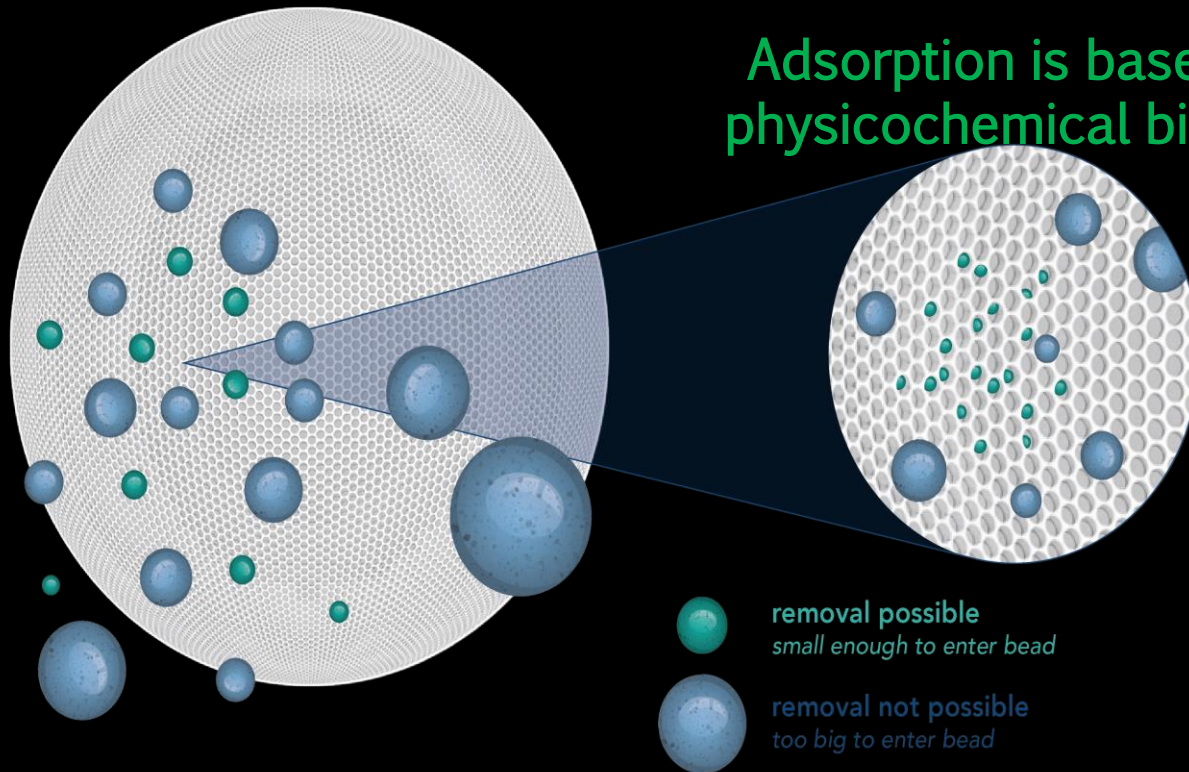 Adsorption is base
physicochemical bi
removal possible
small enough to enter bead
removal not possible
too big to enter bead